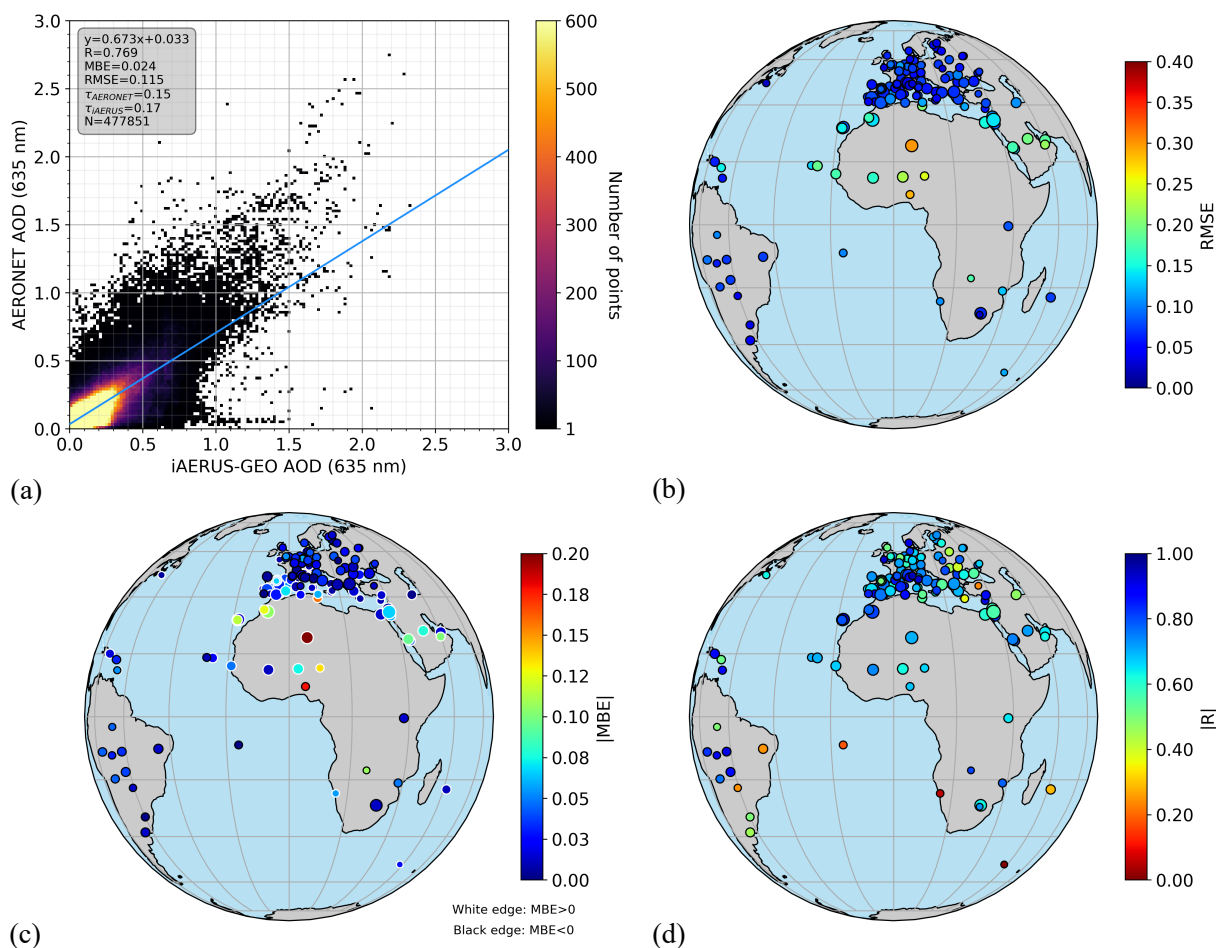 y=0.673x+0.033
R=0.769
MBE=0.024
RMSE=0.115
τAERONET=0.15
τiAERUS=0.17
N=477851
3.0
2.5
2.0
1.5
1.0
0.5
0.0
AERONET AOD (635 nm)
0.0 0.5 1.0 1.5 2.0 2.5 3.0
iAERUS-GEO AOD (635 nm)
600
500
400
300
200
100
1
Number of points
(a)
0.40
0.35
0.30
0.25
0.20
0.15
0.10
0.05
0.00
RMSE
(b)
0.20
0.18
0.15
0.13
0.10
0.08
0.05
0.03
0.00
|MBE|
White edge: MBE>0
Black edge: MBE<0
(c)
1.00
0.80
0.60
0.40
0.20
0.00
|R|
(d)